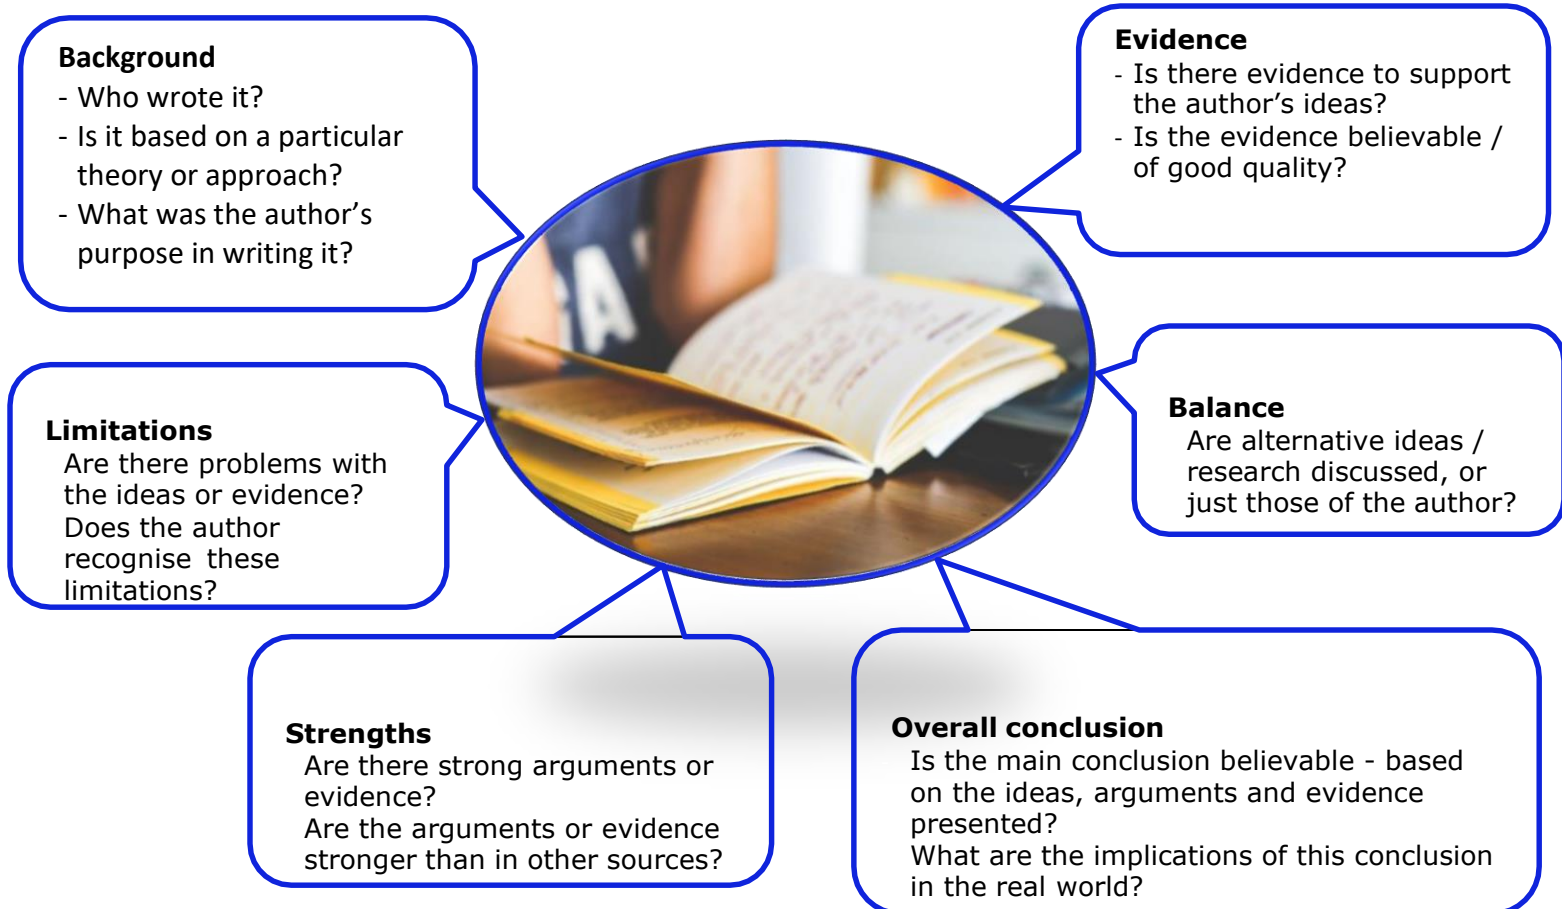 Background
- Who wrote it?
- Is it based on a particular
theory or approach?
- What was the author’s
purpose in writing it?
Evidence
- Is there evidence to support
the author’s ideas?
- Is the evidence believable /
of good quality?
Limitations
Are there problems with
the ideas or evidence?
Does the author
recognise these
limitations?
Balance
Are alternative ideas /
research discussed, or
just those of the author?
Strengths
Are there strong arguments or
evidence?
Are the arguments or evidence
stronger than in other sources?
Overall conclusion
Is the main conclusion believable - based
on the ideas, arguments and evidence
presented?
What are the implications of this conclusion
in the real world?